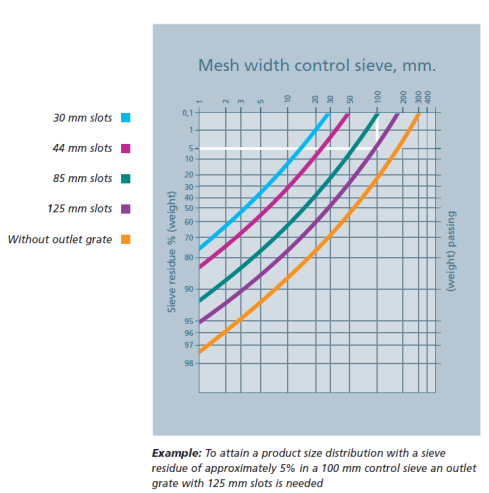 Mesh width control sieve, mm.
1 2 3 5 10 20 30 50 100 200 300 400
30 mm slots
44 mm slots
85 mm slots
125 mm slots
Without outlet grate
Sieve residue % (weight)
0,1
1
5
10
20
30
40
50
60
70
80
90
95
96
97
98
(weight) passing
Example: To attain a product size distribution with a sieve
residue of approximately 5% in a 100 mm control sieve an outlet
grate with 125 mm slots is needed